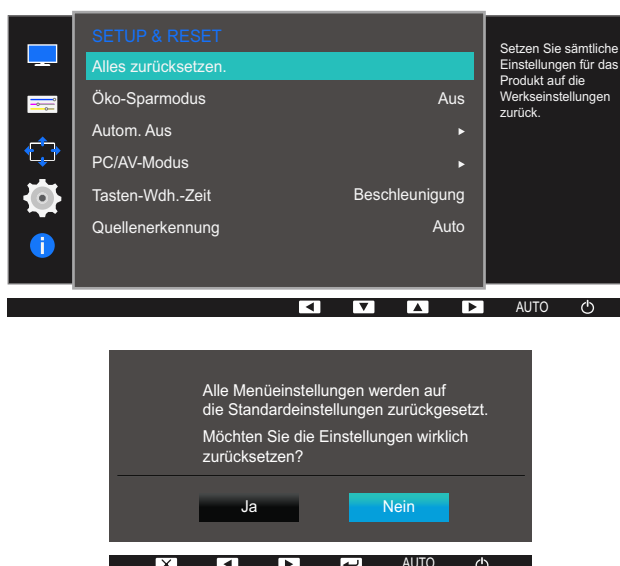 SETUP & RESET
Alles zurücksetzen.
Öko-Sparmodus Aus
Autom. Aus
PC/AV-Modus
Tasten-Wdh.-Zeit Beschleunigung
Quellenerkennung Auto
Setzen Sie sämtliche
Einstellungen für das
Produkt auf die
Werkseinstellungen
zurück.
AUTO
Alle Menüeinstellungen werden auf
die Standardeinstellungen zurückgesetzt.
Möchten Sie die Einstellungen wirklich
zurücksetzen?
Ja Nein
AUTO